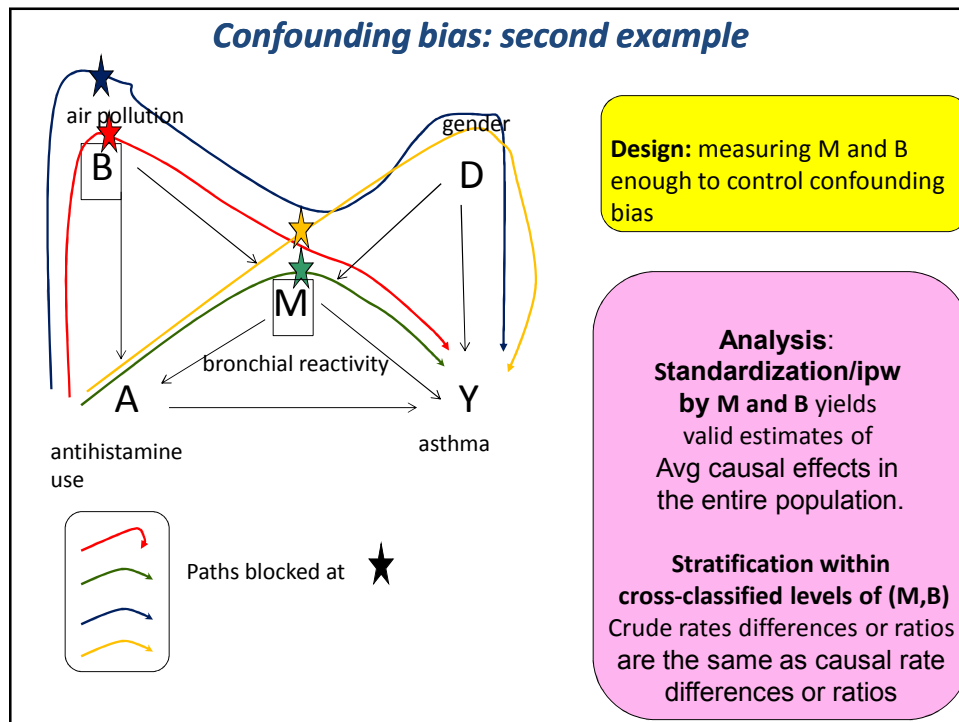 Confounding bias: second example
air pollution
B
gender
D
M
bronchial reactivity
A
antihistamine
use
Y
asthma
Paths blocked at
Design: measuring M and B
enough to control confounding
bias
Analysis:
Standardization/ipw
by M and B yields
valid estimates of
Avg causal effects in
the entire population.
Stratification within
cross-classified levels of (M,B)
Crude rates differences or ratios
are the same as causal rate
differences or ratios